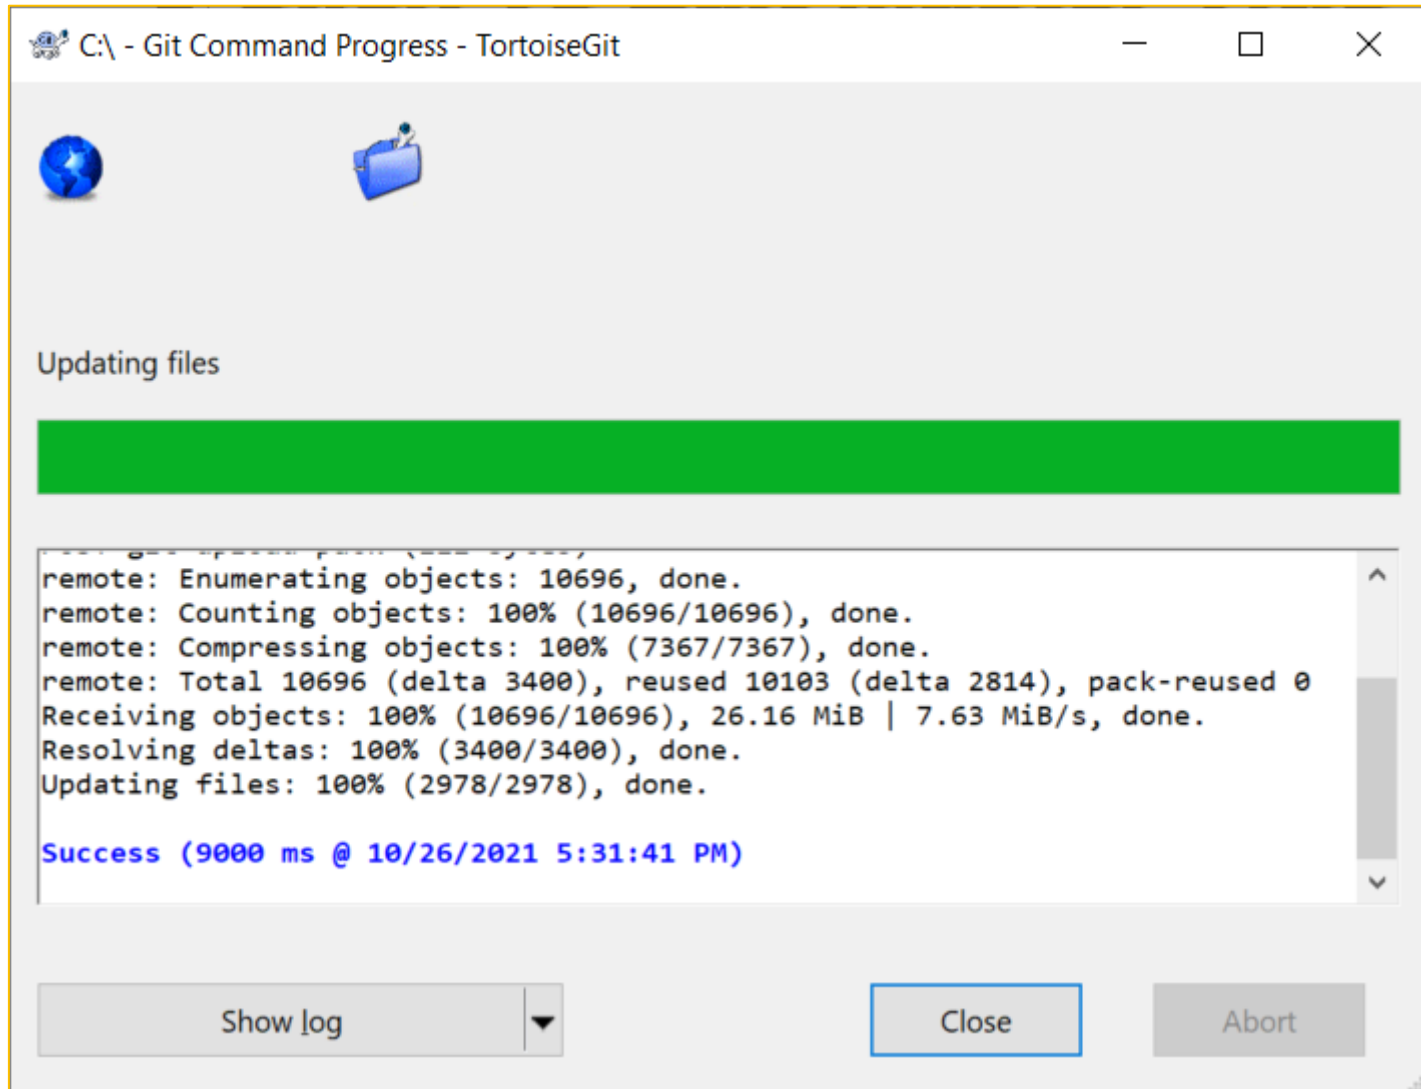 C:\ - Git Command Progress - TortoiseGit
Updating files
remote: Enumerating objects: 10696, done.
remote: Counting objects: 100% (10696/10696), done.
remote: Compressing objects: 100% (7367/7367), done.
remote: Total 10696 (delta 3400), reused 10103 (delta 2814), pack-reused 0
Receiving objects: 100% (10696/10696), 26.16 MiB | 7.63 MiB/s, done.
Resolving deltas: 100% (3400/3400), done.
Updating files: 100% (2978/2978), done.
Success (9000 ms @ 10/26/2021 5:31:41 PM)
Show log
Close
Abort